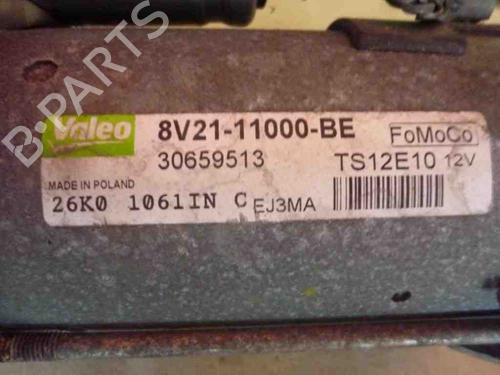 B-PARTS
Valeo
8V21-11000-BE
FoMoCo
30659513
TS12E10 12V
MADE IN POLAND
26K0 1061IN C EJ3MA